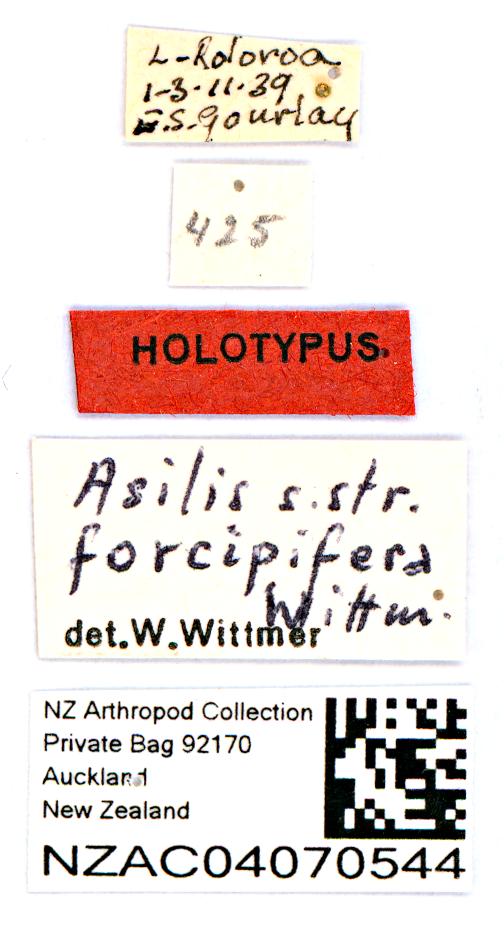 L-Rotoroa
1-3-11-39
E.S.gourlay
425
HOLOTYPUS.
Asilis s.str.
forcipifera
Wittm.
det.W.Wittmer
NZ Arthropod Collection
Private Bag 92170
Auckland
New Zealand
NZAC04070544